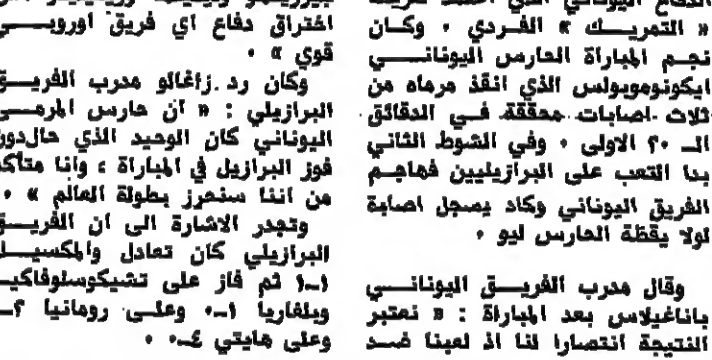 الدفاع اليوناني الذي
« التمريك » الفردي . وكان
نجم المباراة الحارس اليوناني
ايكونوموبولس الذي انقذ مرماه من
ثلاث اصابات محققة في الدقائق
الـ ٣٠ الاولى . وفي الشوط الثاني
بدا التعب على البرازيليين فهاجم
الفريق اليوناني وكاد يسجل اصابة
لولا يقظة الحارس ليو .
وقال مدرب الفريق اليوناني
باناغيلاس بعد المباراة : « نعتبر
النتيجة انتصارا لنا اذ لعبنا ضد
اختراق دفاع اي فريق اوروبي
قوي » .
وكان رد زاغالو مدرب الفريق
البرازيلي : « ان حارس المرمى
اليوناني كان الوحيد الذي حال دون
فوز البرازيل في المباراة ، وانا متأكد
من اننا سنحرز بطولة العالم » .
وتجدر الاشارة الى ان الفريق
البرازيلي كان تعادل والمكسيك
١-١ ثم فاز على تشيكوسلوفاكيا
وبلغاريا ١-٠ وعلى رومانيا ٢-
وعلى هايتي ٤-٠ .